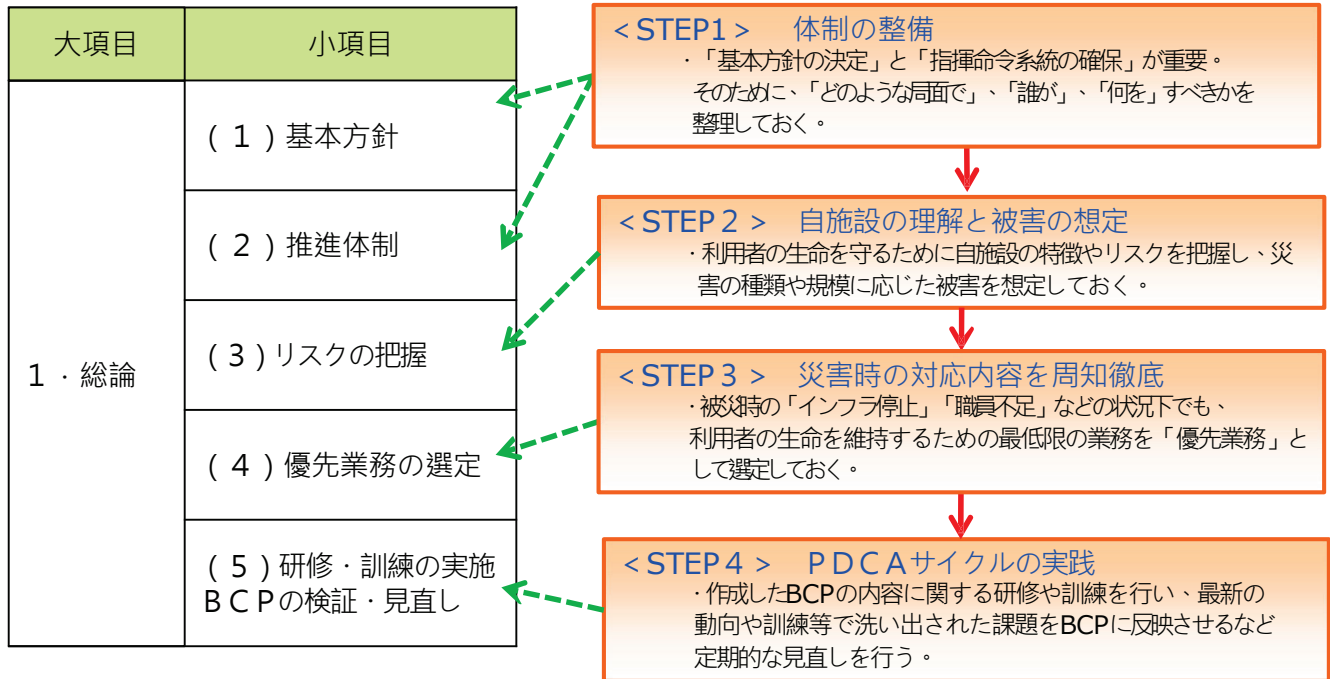 大項目
小項目
1．総論
(１)基本方針
(２)推進体制
(３)リスクの把握
(４)優先業務の選定
(５)研修・訓練の実施
ＢＣＰの検証・見直し
<STEP1>　体制の整備
・「基本方針の決定」と「指揮命令系統の確保」が重要。
そのために、「どのような局面で」、「誰が」、「何を」すべきかを
整理しておく。
<STEP２>　自施設の理解と被害の想定
・利用者の生命を守るために自施設の特徴やリスクを把握し、災
害の種類や規模に応じた被害を想定しておく。
<STEP３>　災害時の対応内容を周知徹底
・被災時の「インフラ停止」「職員不足」などの状況下でも、
利用者の生命を維持するための最低限の業務を「優先業務」と
して選定しておく。
<STEP４>　ＰＤＣＡサイクルの実践
・作成したBCPの内容に関する研修や訓練を行い、最新の
動向や訓練等で洗い出された課題をBCPに反映させるなど
定期的な見直しを行う。